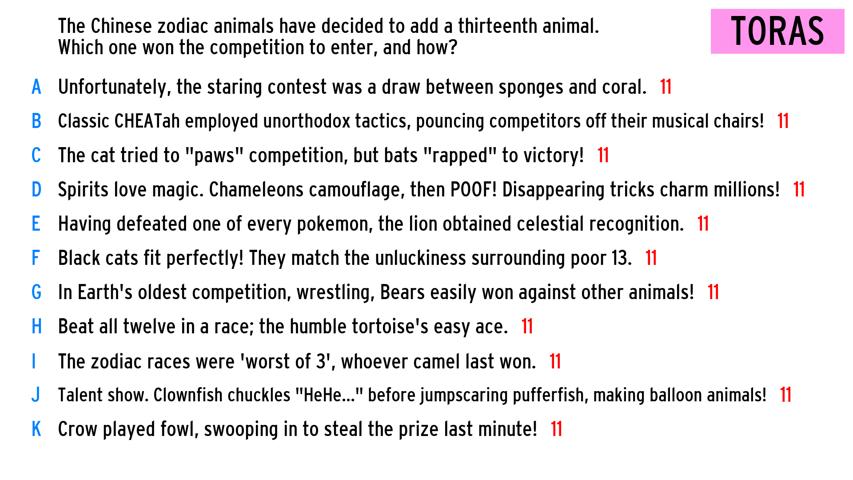 The Chinese zodiac animals have decided to add a thirteenth animal.
Which one won the competition to enter, and how?
TORAS
A Unfortunately, the staring contest was a draw between sponges and coral. 11
B Classic CHEATah employed unorthodox tactics, pouncing competitors off their musical chairs! 11
C The cat tried to "paws" competition, but bats "rapped" to victory! 11
D Spirits love magic. Chameleons camouflage, then POOF! Disappearing tricks charm millions! 11
E Having defeated one of every pokemon, the lion obtained celestial recognition. 11
F Black cats fit perfectly! They match the unluckiness surrounding poor 13. 11
G In Earth's oldest competition, wrestling, Bears easily won against other animals! 11
H Beat all twelve in a race; the humble tortoise's easy ace. 11
I The zodiac races were 'worst of 3', whoever camel last won. 11
J Talent show. Clownfish chuckles "HeHe..." before jumpscaring pufferfish, making balloon animals! 11
K Crow played fowl, swooping in to steal the prize last minute! 11